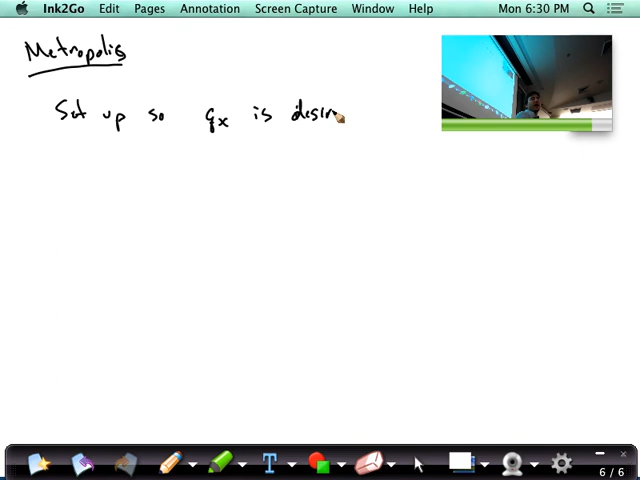 Ink2Go Edit Pages Annotation Screen Capture Window Help Mon 6:30 PM
Metropolis
Set up so qx is desir
T
6 / 6